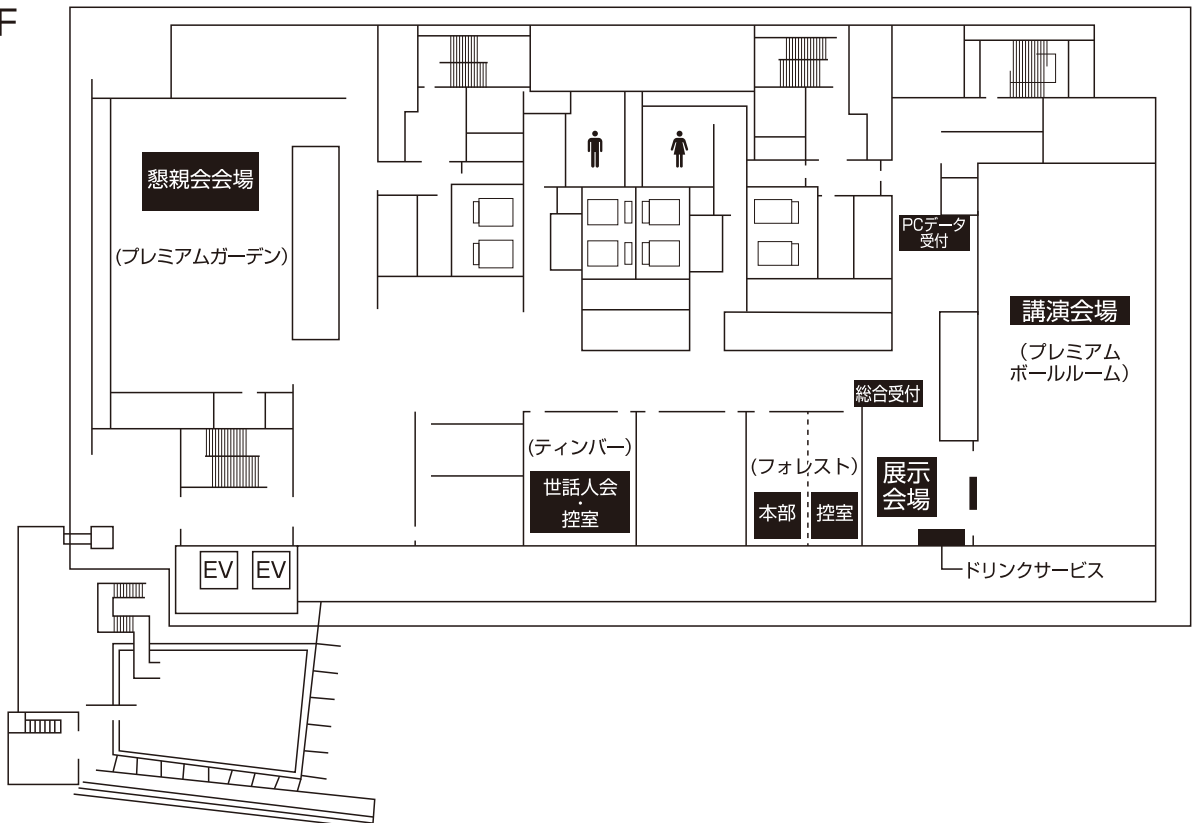 F
懇親会会場
(プレミアムガーデン)
PCデータ
受付
講演会場
(プレミアム
ボールルーム)
総合受付
(ティンバー)
世話人会
・
控室
(フォレスト)
本部
控室
展示
会場
EV
EV
ドリンクサービス